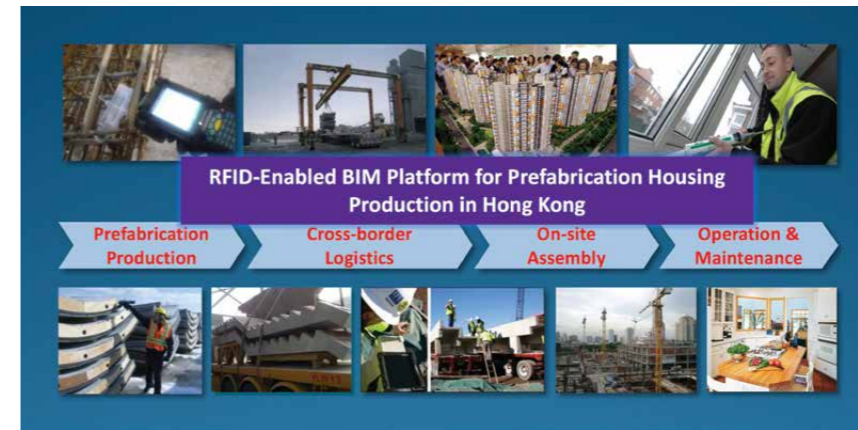 RFID-Enabled BIM Platform for Prefabrication Housing
Production in Hong Kong
Prefabrication
Production
Cross-border
Logistics
On-site
Assembly
Operation &
Maintenance